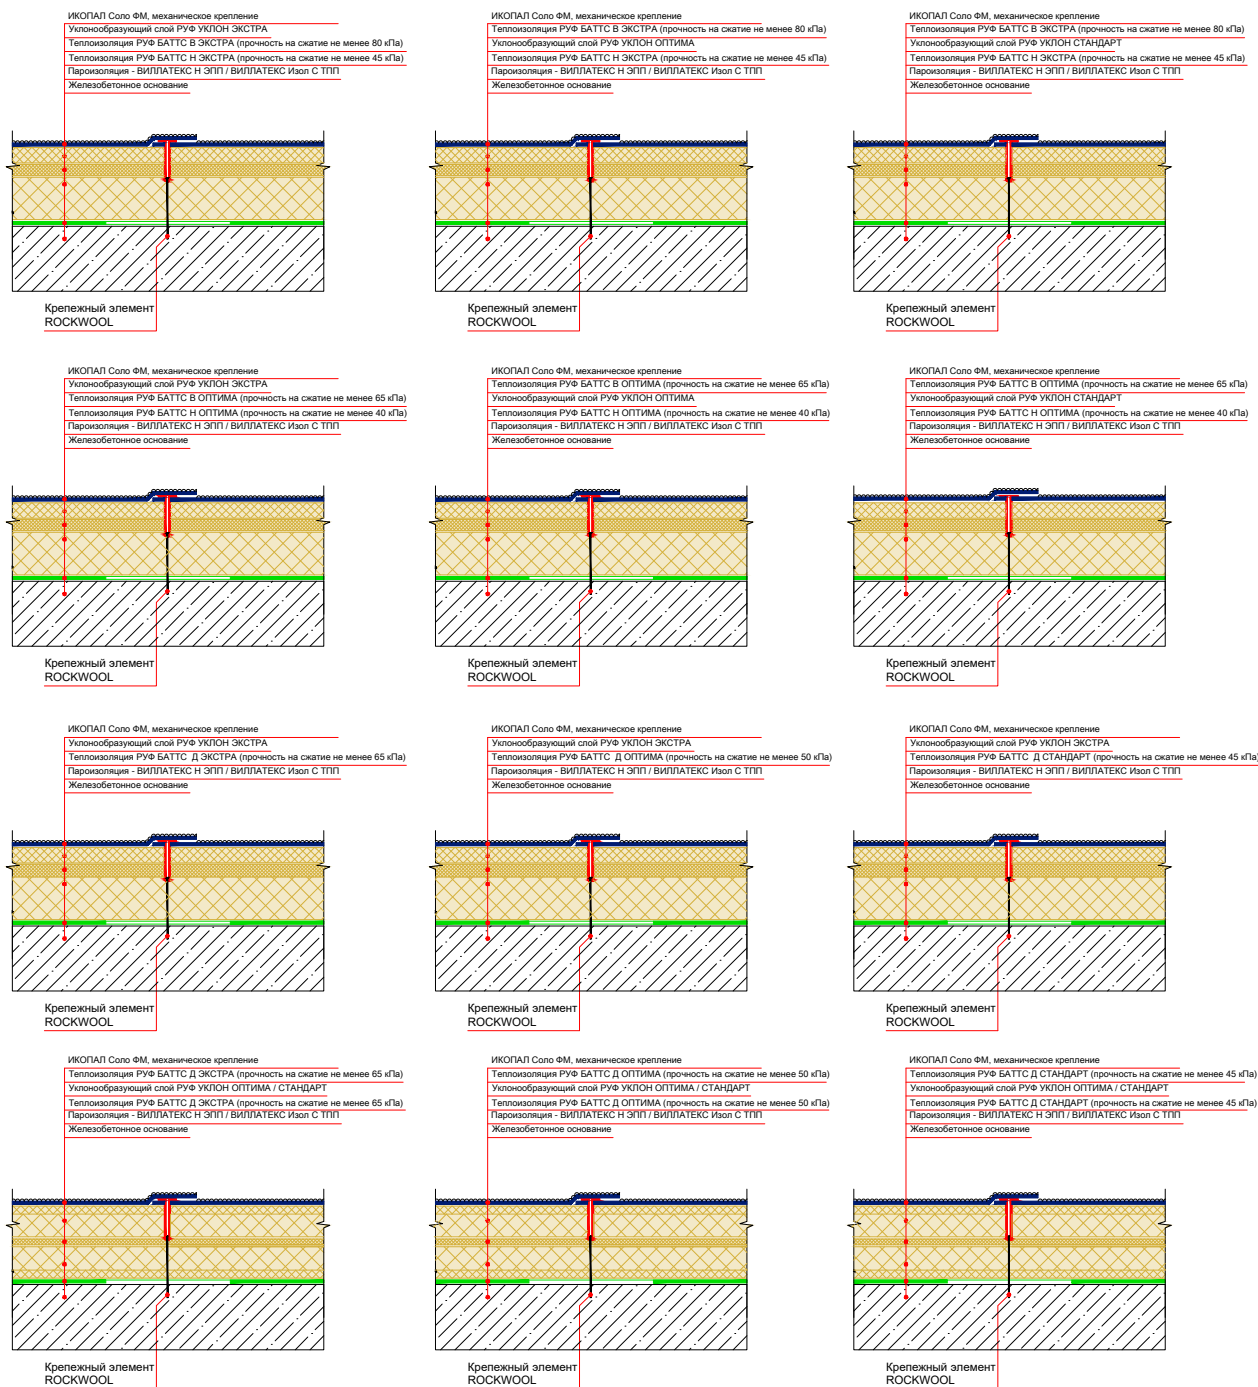 ИКОПАЛ Соло ФМ, механическое крепление
Уклонообразующий слой РУФ УКЛОН ЭКСТРА
Теплоизоляция РУФ БАТТС В ЭКСТРА (прочность на сжатие не менее 80 кПа)
Теплоизоляция РУФ БАТТС Н ЭКСТРА (прочность на сжатие не менее 45 кПа)
Пароизоляция - ВИЛЛАТЕКС Н ЭПП / ВИЛЛАТЕКС Изол С ТПП
Железобетонное основание
Крепежный элемент
ROCKWOOL
ИКОПАЛ Соло ФМ, механическое крепление
Теплоизоляция РУФ БАТТС В ЭКСТРА (прочность на сжатие не менее 80 кПа)
Уклонообразующий слой РУФ УКЛОН ОПТИМА
Теплоизоляция РУФ БАТТС Н ЭКСТРА (прочность на сжатие не менее 45 кПа)
Пароизоляция - ВИЛЛАТЕКС Н ЭПП / ВИЛЛАТЕКС Изол С ТПП
Железобетонное основание
Крепежный элемент
ROCKWOOL
ИКОПАЛ Соло ФМ, механическое крепление
Теплоизоляция РУФ БАТТС В ЭКСТРА (прочность на сжатие не менее 80 кПа)
Уклонообразующий слой РУФ УКЛОН СТАНДАРТ
Теплоизоляция РУФ БАТТС Н ЭКСТРА (прочность на сжатие не менее 45 кПа)
Пароизоляция - ВИЛЛАТЕКС Н ЭПП / ВИЛЛАТЕКС Изол С ТПП
Железобетонное основание
Крепежный элемент
ROCKWOOL
ИКОПАЛ Соло ФМ, механическое крепление
Уклонообразующий слой РУФ УКЛОН ЭКСТРА
Теплоизоляция РУФ БАТТС В ОПТИМА (прочность на сжатие не менее 65 кПа)
Теплоизоляция РУФ БАТТС Н ОПТИМА (прочность на сжатие не менее 40 кПа)
Пароизоляция - ВИЛЛАТЕКС Н ЭПП / ВИЛЛАТЕКС Изол С ТПП
Железобетонное основание
Крепежный элемент
ROCKWOOL
ИКОПАЛ Соло ФМ, механическое крепление
Теплоизоляция РУФ БАТТС В ОПТИМА (прочность на сжатие не менее 65 кПа)
Уклонообразующий слой РУФ УКЛОН ОПТИМА
Теплоизоляция РУФ БАТТС Н ОПТИМА (прочность на сжатие не менее 40 кПа)
Пароизоляция - ВИЛЛАТЕКС Н ЭПП / ВИЛЛАТЕКС Изол С ТПП
Железобетонное основание
Крепежный элемент
ROCKWOOL
ИКОПАЛ Соло ФМ, механическое крепление
Теплоизоляция РУФ БАТТС В ОПТИМА (прочность на сжатие не менее 65 кПа)
Уклонообразующий слой РУФ УКЛОН СТАНДАРТ
Теплоизоляция РУФ БАТТС Н ОПТИМА (прочность на сжатие не менее 40 кПа)
Пароизоляция - ВИЛЛАТЕКС Н ЭПП / ВИЛЛАТЕКС Изол С ТПП
Железобетонное основание
Крепежный элемент
ROCKWOOL
ИКОПАЛ Соло ФМ, механическое крепление
Уклонообразующий слой РУФ УКЛОН ЭКСТРА
Теплоизоляция РУФ БАТТС Д ЭКСТРА (прочность на сжатие не менее 65 кПа)
Пароизоляция - ВИЛЛАТЕКС Н ЭПП / ВИЛЛАТЕКС Изол С ТПП
Железобетонное основание
Крепежный элемент
ROCKWOOL
ИКОПАЛ Соло ФМ, механическое крепление
Уклонообразующий слой РУФ УКЛОН ЭКСТРА
Теплоизоляция РУФ БАТТС Д ОПТИМА (прочность на сжатие не менее 50 кПа)
Пароизоляция - ВИЛЛАТЕКС Н ЭПП / ВИЛЛАТЕКС Изол С ТПП
Железобетонное основание
Крепежный элемент
ROCKWOOL
ИКОПАЛ Соло ФМ, механическое крепление
Уклонообразующий слой РУФ УКЛОН ЭКСТРА
Теплоизоляция РУФ БАТТС Д СТАНДАРТ (прочность на сжатие не менее 45 кПа)
Пароизоляция - ВИЛЛАТЕКС Н ЭПП / ВИЛЛАТЕКС Изол С ТПП
Железобетонное основание
Крепежный элемент
ROCKWOOL
ИКОПАЛ Соло ФМ, механическое крепление
Теплоизоляция РУФ БАТТС Д ЭКСТРА (прочность на сжатие не менее 65 кПа)
Уклонообразующий слой РУФ УКЛОН ОПТИМА / СТАНДАРТ
Теплоизоляция РУФ БАТТС Д ЭКСТРА (прочность на сжатие не менее 65 кПа)
Пароизоляция - ВИЛЛАТЕКС Н ЭПП / ВИЛЛАТЕКС Изол С ТПП
Железобетонное основание
Крепежный элемент
ROCKWOOL
ИКОПАЛ Соло ФМ, механическое крепление
Теплоизоляция РУФ БАТТС Д ОПТИМА (прочность на сжатие не менее 50 кПа)
Уклонообразующий слой РУФ УКЛОН ОПТИМА / СТАНДАРТ
Теплоизоляция РУФ БАТТС Д ОПТИМА (прочность на сжатие не менее 50 кПа)
Пароизоляция - ВИЛЛАТЕКС Н ЭПП / ВИЛЛАТЕКС Изол С ТПП
Железобетонное основание
Крепежный элемент
ROCKWOOL
ИКОПАЛ Соло ФМ, механическое крепление
Теплоизоляция РУФ БАТТС Д СТАНДАРТ (прочность на сжатие не менее 45 кПа)
Уклонообразующий слой РУФ УКЛОН ОПТИМА / СТАНДАРТ
Теплоизоляция РУФ БАТТС Д СТАНДАРТ (прочность на сжатие не менее 45 кПа)
Пароизоляция - ВИЛЛАТЕКС Н ЭПП / ВИЛЛАТЕКС Изол С ТПП
Железобетонное основание
Крепежный элемент
ROCKWOOL